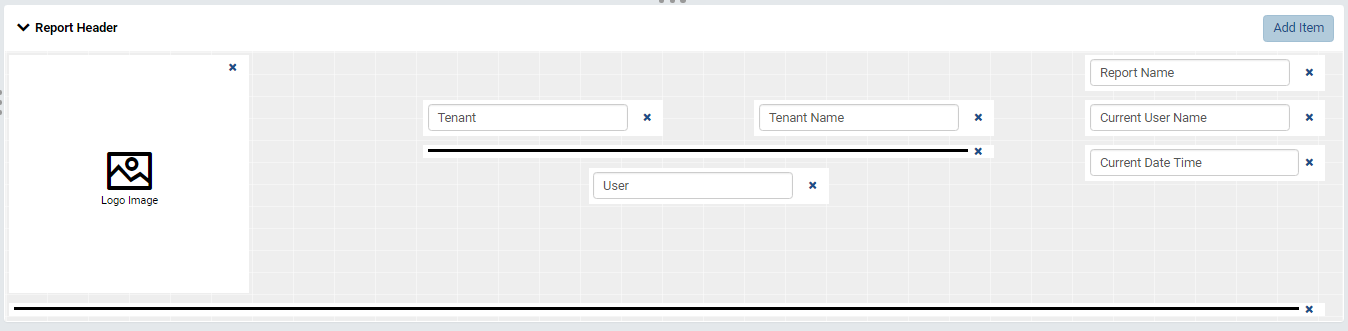 Report Header
Add Item
Report Name
Tenant
Tenant Name
Current User Name
Current Date Time
User
Logo Image